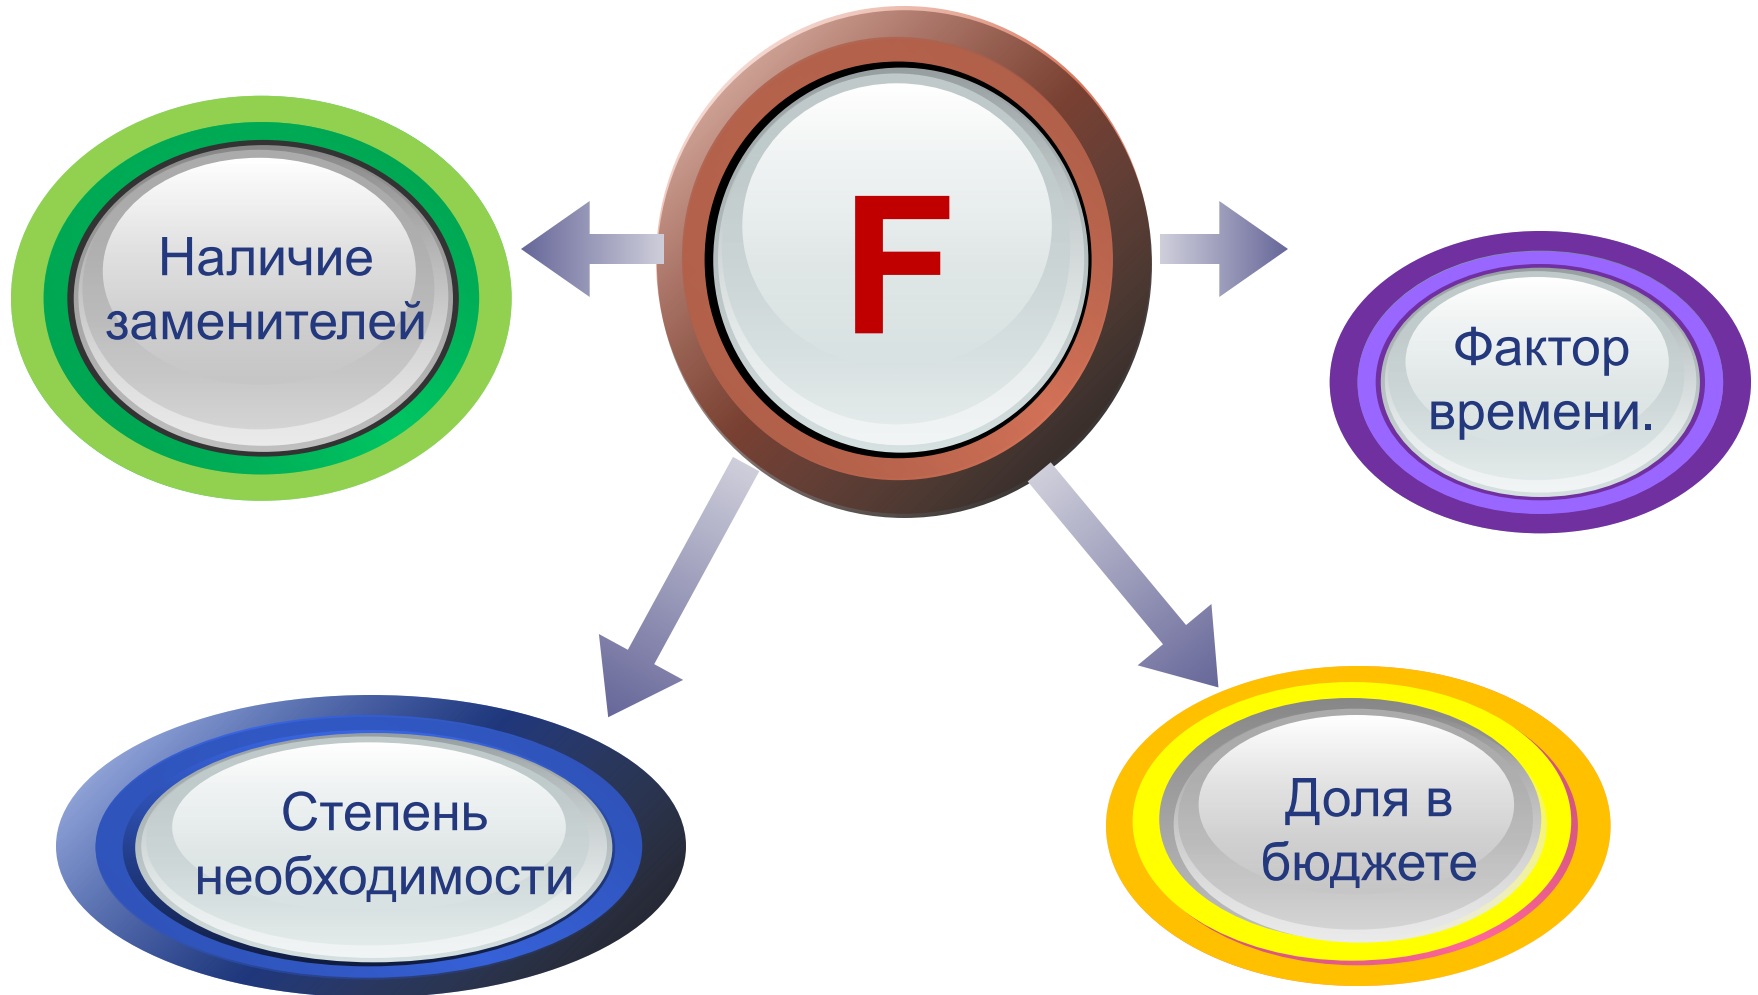 F
Наличие
заменителей
Фактор
времени.
Степень
необходимости
Доля в
бюджете